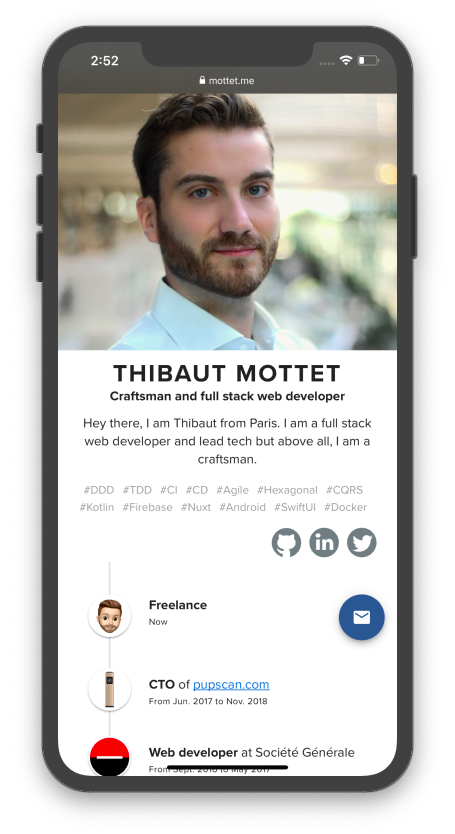 2:52
mottet.me
THIBAUT MOTTET
Craftsman and full stack web developer
Hey there, I am Thibaut from Paris. I am a full stack
web developer and lead tech but above all, I am a
craftsman.
#DDD #TDD #CI #CD #Agile #Hexagonal #CQRS
#Kotlin #Firebase #Nuxt #Android #SwiftUI #Docker
in
Freelance
Now
CTO of pupscan.com
From Jun. 2017 to Nov. 2018
Web developer at Société Générale
From Sept. 2016 to May 2017